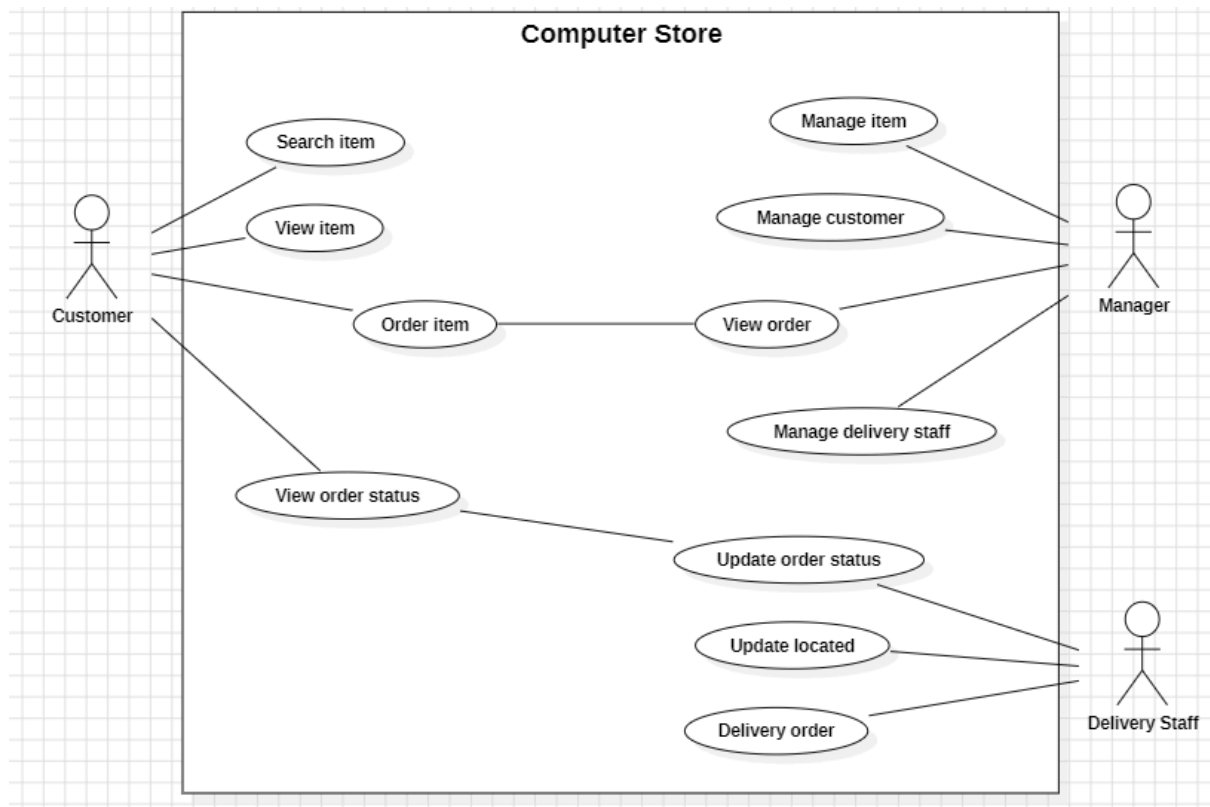 Computer Store
Search item
Manage item
View item
Manage customer
Customer
Order item
View order
Manager
Manage delivery staff
View order status
Update order status
Update located
Delivery order
Delivery Staff